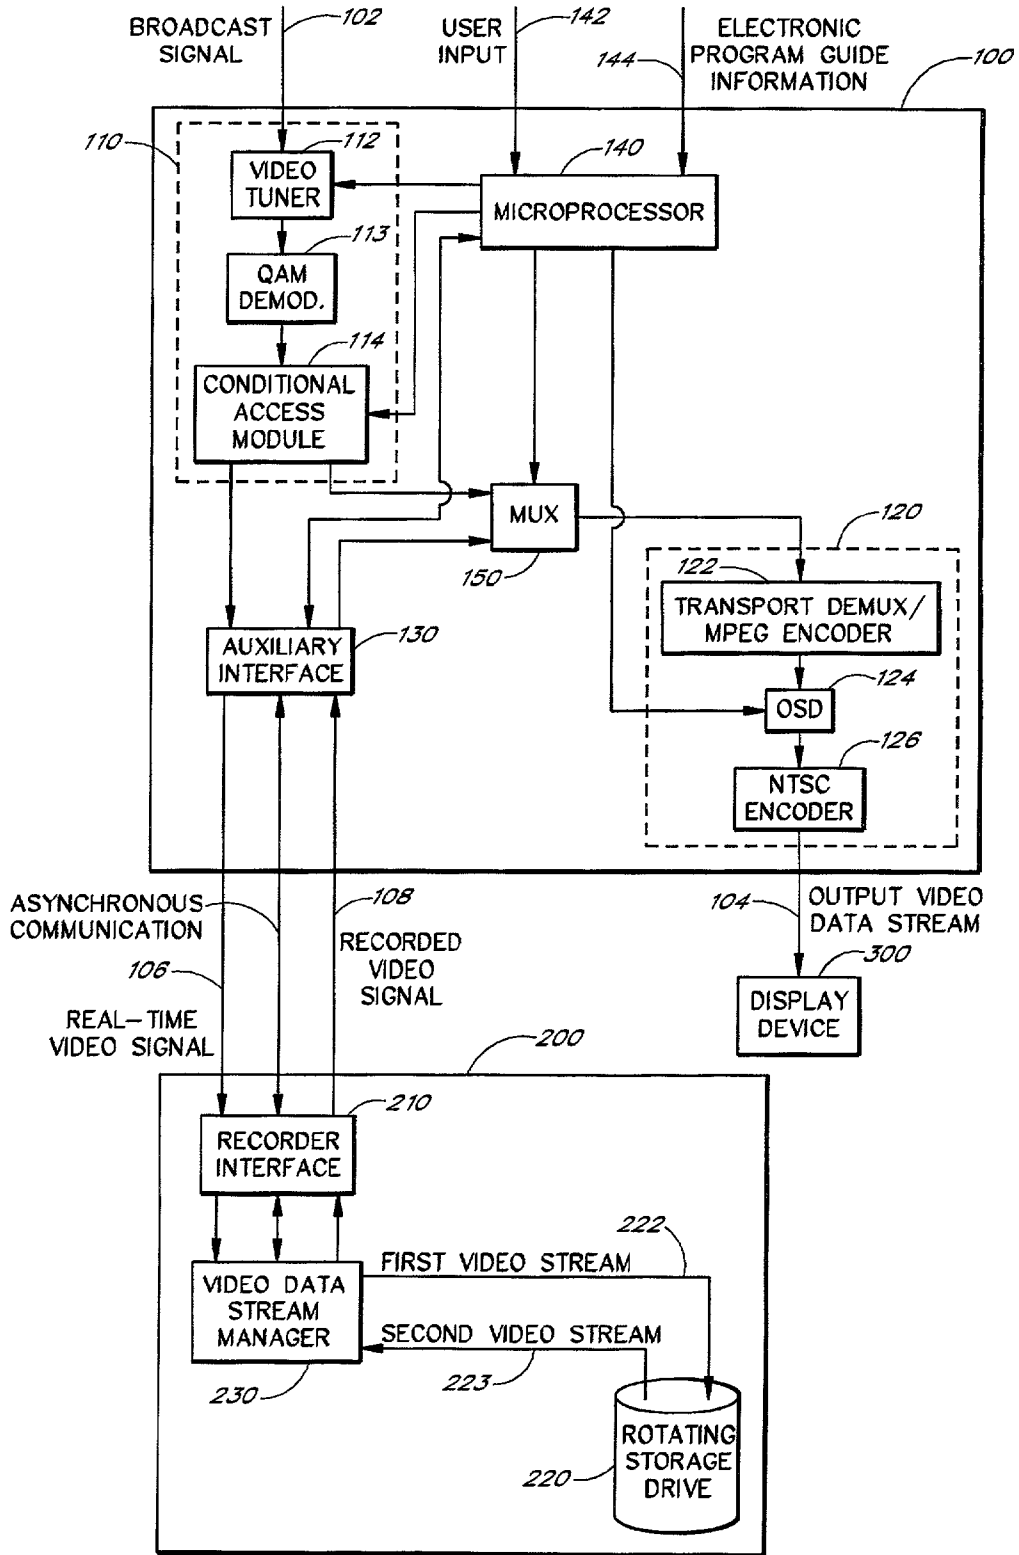 BROADCAST
SIGNAL
102
USER
INPUT
142
ELECTRONIC
PROGRAM GUIDE
INFORMATION
144
100
110
112
VIDEO
TUNER
140
MICROPROCESSOR
113
QAM
DEMOD.
114
CONDITIONAL
ACCESS
MODULE
MUX
150
120
122
TRANSPORT DEMUX/
MPEG ENCODER
AUXILIARY
INTERFACE
130
124
OSD
126
NTSC
ENCODER
ASYNCHRONOUS
COMMUNICATION
108
RECORDED
VIDEO
SIGNAL
106
REAL-TIME
VIDEO SIGNAL
104
OUTPUT VIDEO
DATA STREAM
300
DISPLAY
DEVICE
200
210
RECORDER
INTERFACE
222
FIRST VIDEO STREAM
VIDEO DATA
STREAM
MANAGER
SECOND VIDEO STREAM
230
223
ROTATING
STORAGE
DRIVE
220